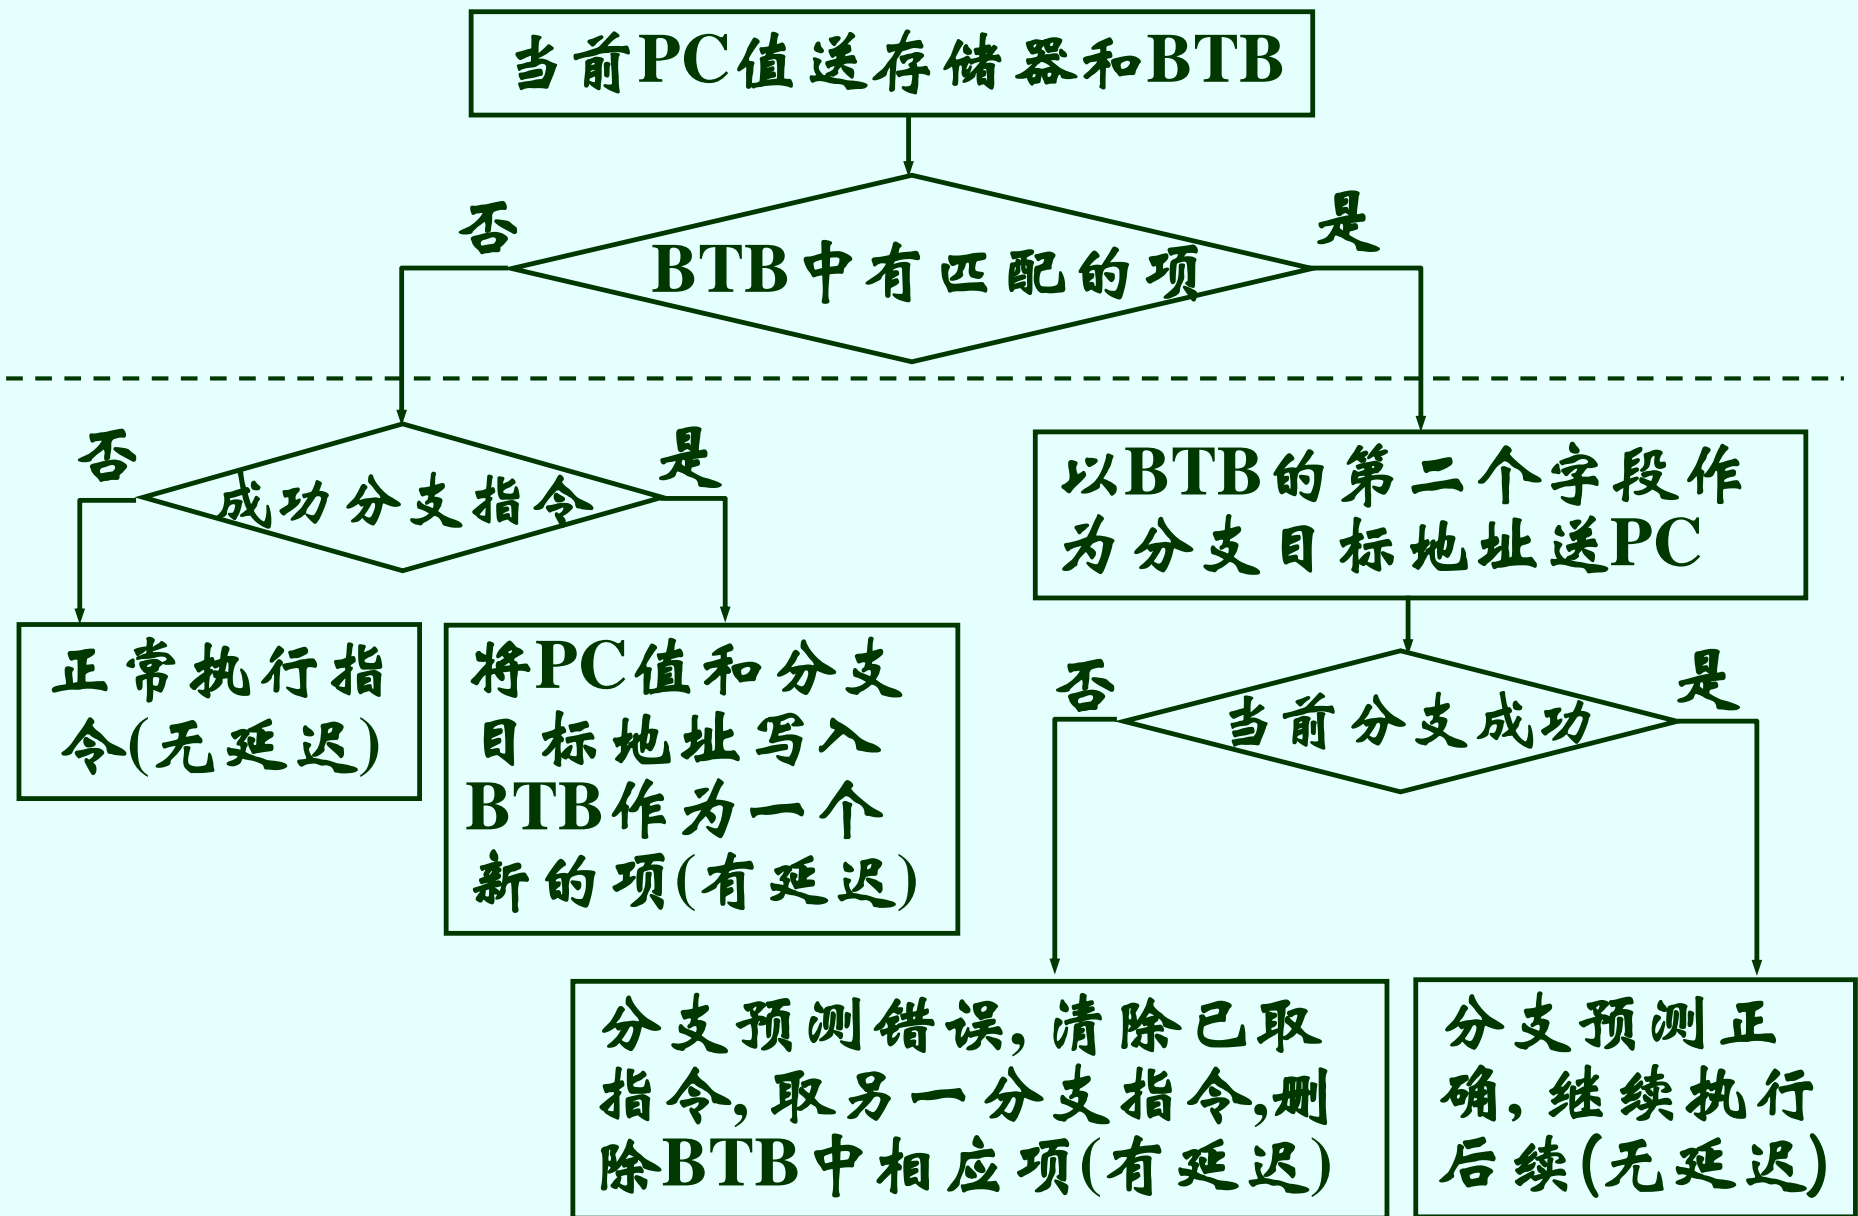 当前PC值送存储器和BTB
否
是
BTB中有匹配的项
否
是
成功分支指令
以BTB的第二个字段作
为分支目标地址送PC
正常执行指
令(无延迟)
将PC值和分支
目标地址写入
BTB作为一个
新的项(有延迟)
否
是
当前分支成功
分支预测错误,清除已取
指令,取另一分支指令,删
除BTB中相应项(有延迟)
分支预测正
确,继续执行
后续(无延迟)